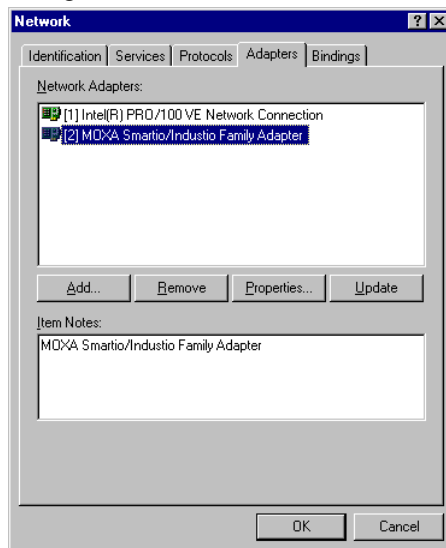 Network
Identification Services Protocols Adapters Bindings
Network Adapters:
[1] Intel(R) PRO/100 VE Network Connection
[2] MOXA Smartio/Industio Family Adapter
Add... Remove Properties... Update
Item Notes:
MOXA Smartio/Industio Family Adapter
OK Cancel